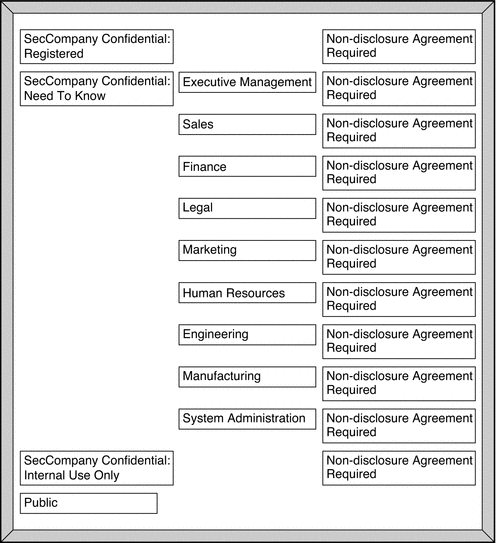 SecCompany Confidential:
Registered
Non-disclosure Agreement
Required
SecCompany Confidential:
Need To Know
Executive Management
Non-disclosure Agreement
Required
Sales
Non-disclosure Agreement
Required
Finance
Non-disclosure Agreement
Required
Legal
Non-disclosure Agreement
Required
Marketing
Non-disclosure Agreement
Required
Human Resources
Non-disclosure Agreement
Required
Engineering
Non-disclosure Agreement
Required
Manufacturing
Non-disclosure Agreement
Required
System Administration
Non-disclosure Agreement
Required
SecCompany Confidential:
Internal Use Only
Non-disclosure Agreement
Required
Public